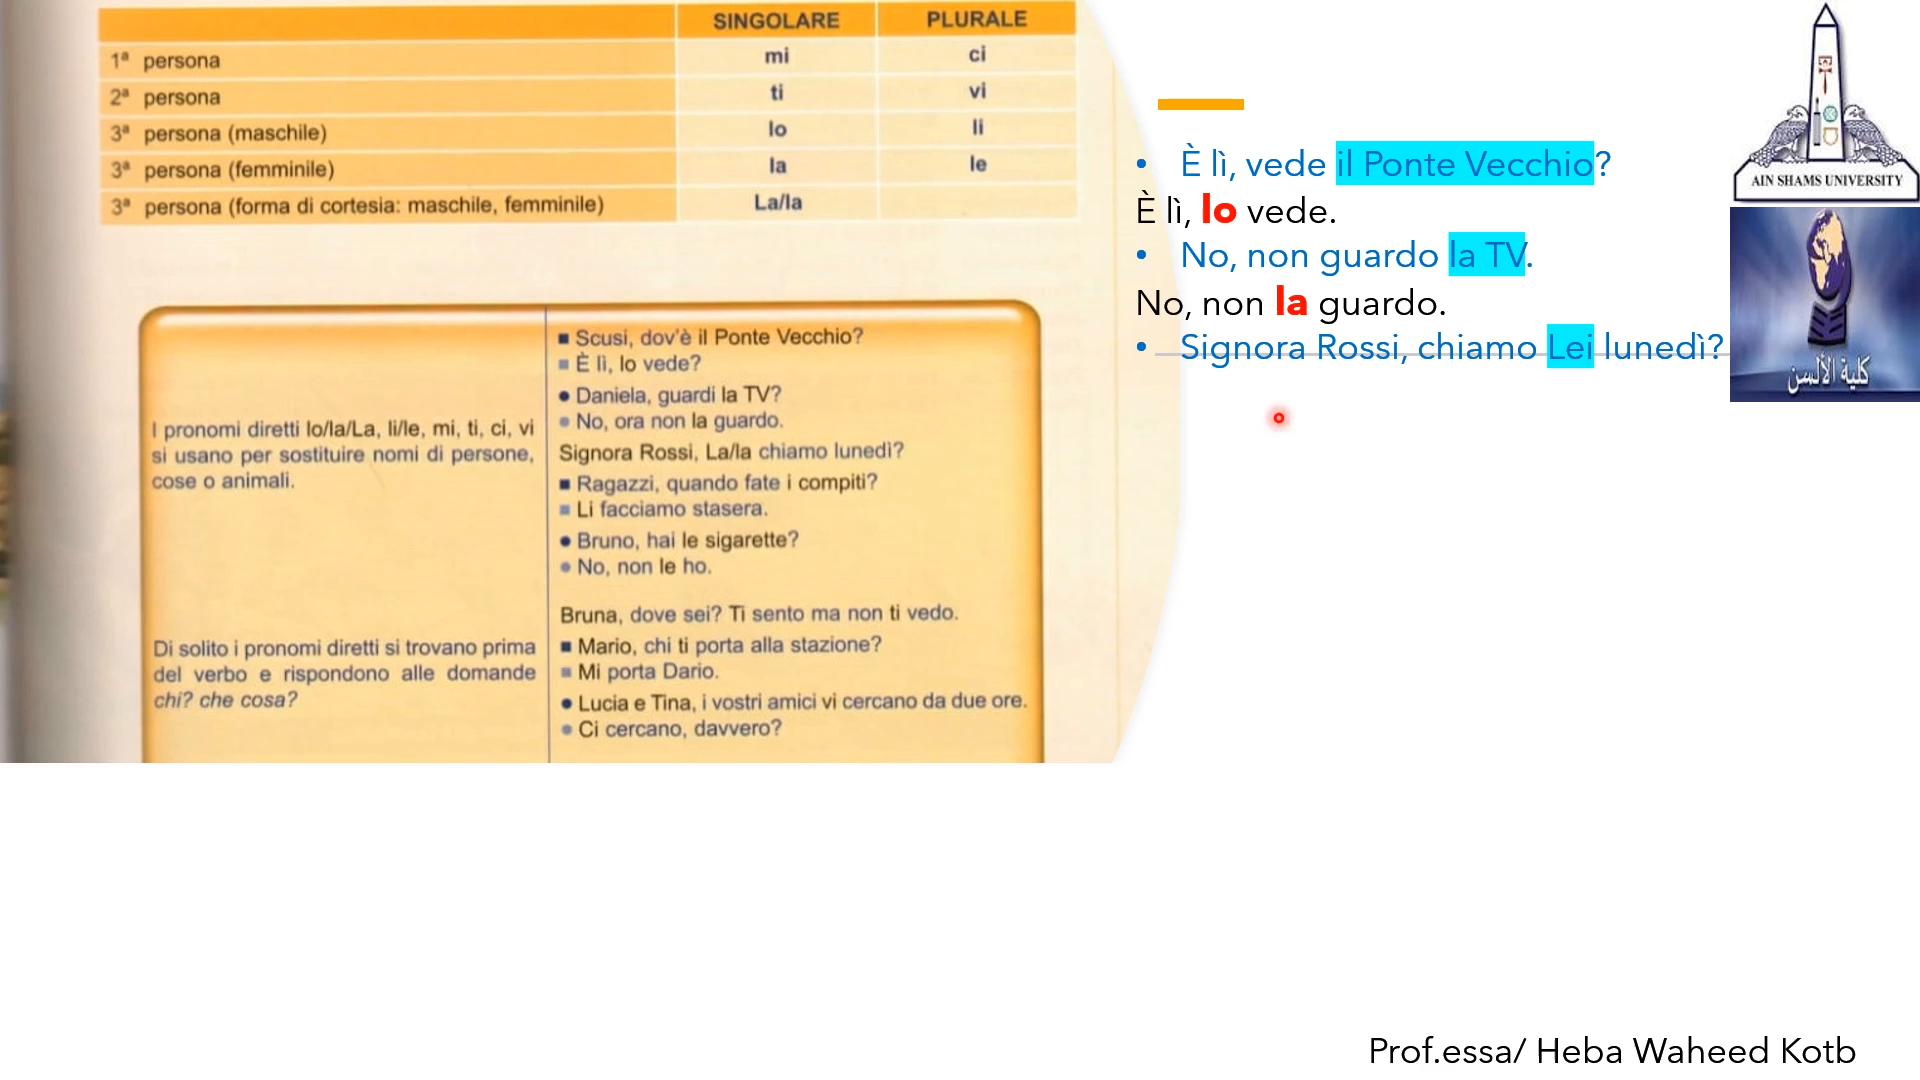 SINGOLARE PLURALE
1ª persona mi ci
2ª persona ti vi
3ª persona (maschile) lo li
3ª persona (femminile) la le
3ª persona (forma di cortesia: maschile, femminile) La/la
I pronomi diretti lo/la/La, li/le, mi, ti, ci, vi
si usano per sostituire nomi di persone,
cose o animali.
Di solito i pronomi diretti si trovano prima
del verbo e rispondono alle domande
chi? che cosa?
Scusi, dov'è il Ponte Vecchio?
È lì, lo vede?
Daniela, guardi la TV?
No, ora non la guardo.
Signora Rossi, La/la chiamo lunedì?
Ragazzi, quando fate i compiti?
Li facciamo stasera.
Bruno, hai le sigarette?
No, non le ho.
Bruna, dove sei? Ti sento ma non ti vedo.
Mario, chi ti porta alla stazione?
Mi porta Dario.
Lucia e Tina, i vostri amici vi cercano da due ore.
Ci cercano, davvero?
• È lì, vede il Ponte Vecchio?
È lì, lo vede.
• No, non guardo la TV.
No, non la guardo.
• Signora Rossi, chiamo Lei lunedì?
AIN SHAMS UNIVERSITY
كلية الألسن
Prof.essa/ Heba Waheed Kotb